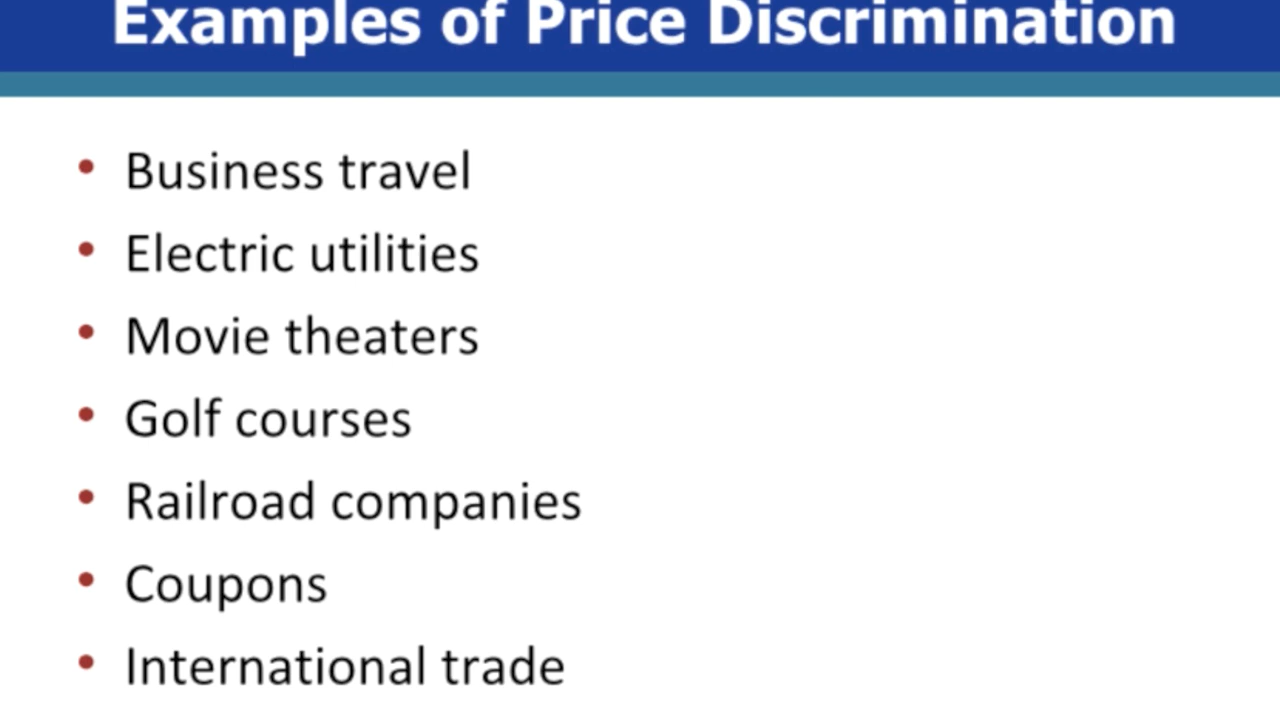 Examples of Price Discrimination
• Business travel
• Electric utilities
• Movie theaters
• Golf courses
• Railroad companies
• Coupons
• International trade